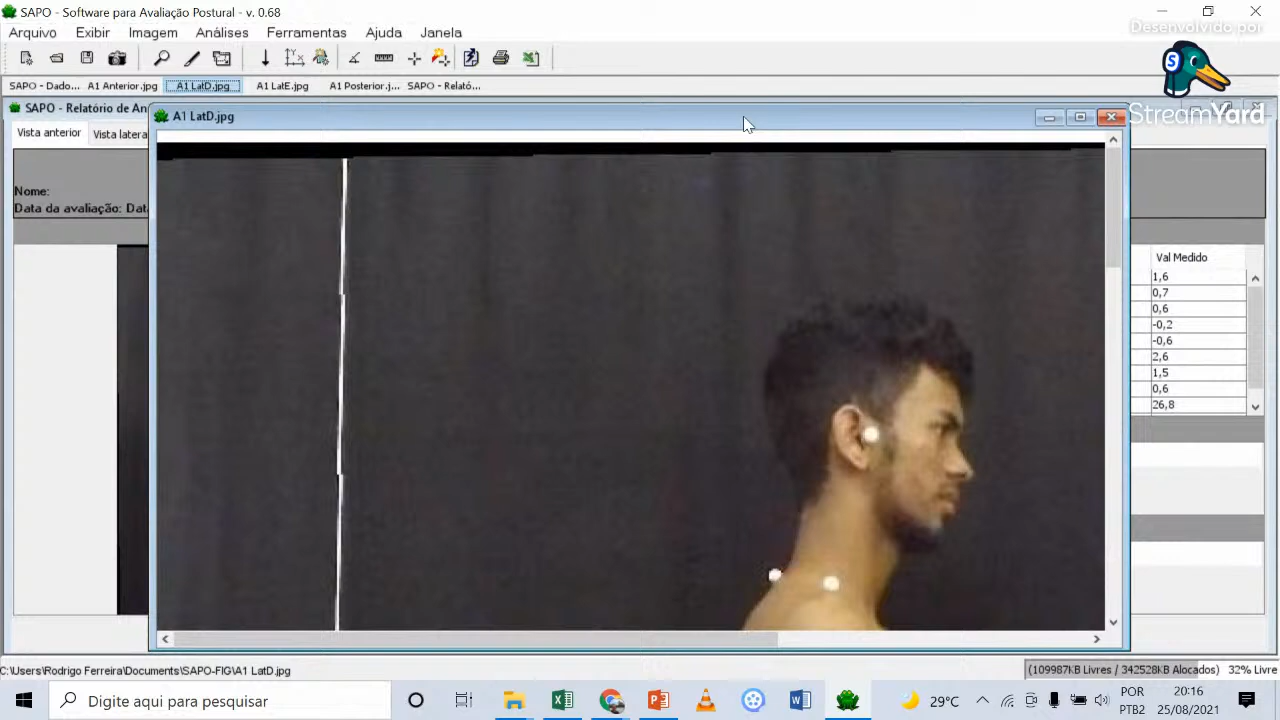 SAPO - Software para Avaliação Postural - v. 0.68
Desenvolvido por
Arquivo Exibir Imagem Análises Ferramentas Ajuda Janela
S
StreamYard
SAPO - Dado... A1 Anterior.jpg A1 LatD.jpg A1 LatE.jpg A1 Posterior.j... SAPO - Relató...
SAPO - Relatório de An
A1 LatD.jpg
Vista anterior Vista latera
Nome:
Data da avaliação: Dat
Val Medido
1,6
0,7
0,6
-0,2
-0,6
2,6
1,5
0,6
26,8
C:\Users\Rodrigo Ferreira\Documents\SAPO-FIG\A1 LatD.jpg
(109987KB Livres / 342528kB Alocados) 32% Livre
Digite aqui para pesquisar
29°C
POR
PTB2
20:16
25/08/2021